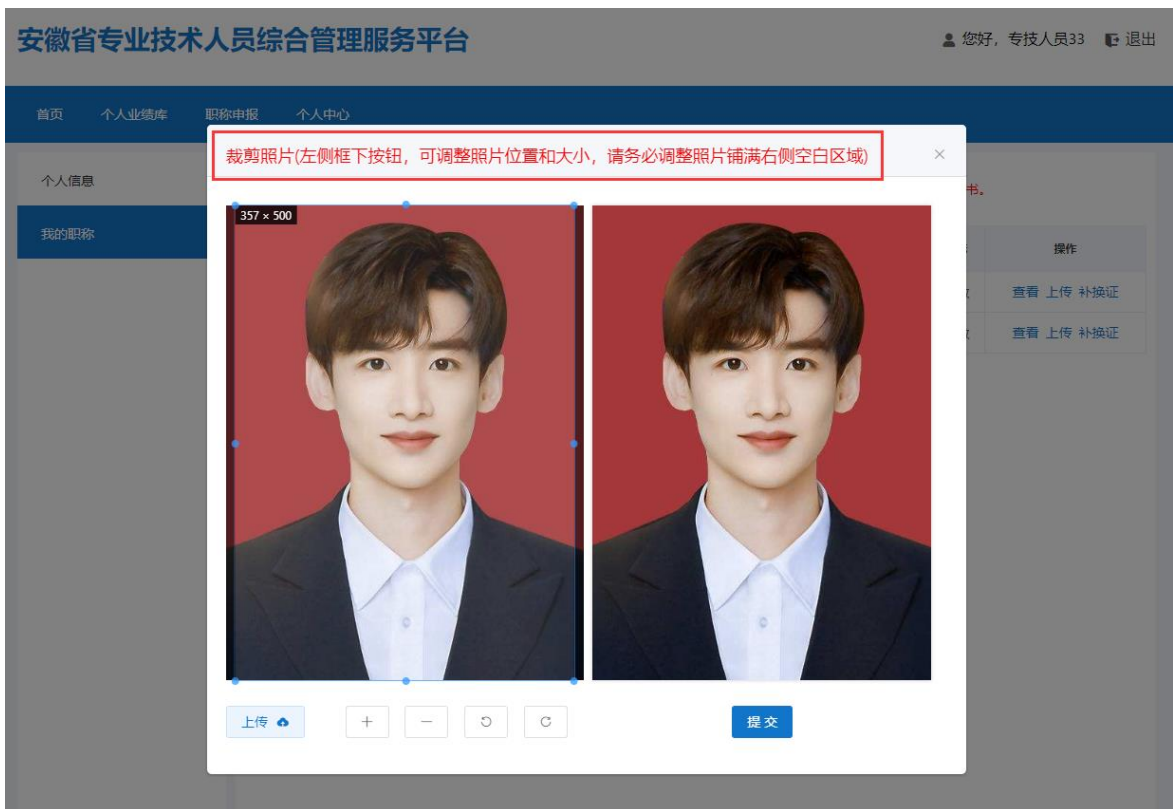 安徽省专业技术人员综合管理服务平台
您好，专技人员33 退出
首页 个人业绩库 职称申报 个人中心
裁剪照片(左侧框下按钮，可调整照片位置和大小，请务必调整照片铺满右侧空白区域)
个人信息
书。
357 × 500
我的职称
操作
查看 上传 补换证
查看 上传 补换证
上传
提交